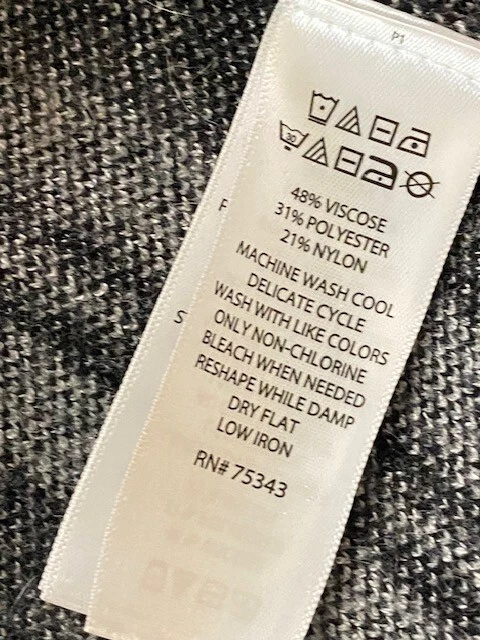 P1
30
48% VISCOSE
31% POLYESTER
21% NYLON
MACHINE WASH COOL
DELICATE CYCLE
WASH WITH LIKE COLORS
ONLY NON-CHLORINE
BLEACH WHEN NEEDED
RESHAPE WHILE DAMP
DRY FLAT
LOW IRON
RN# 75343
F
S